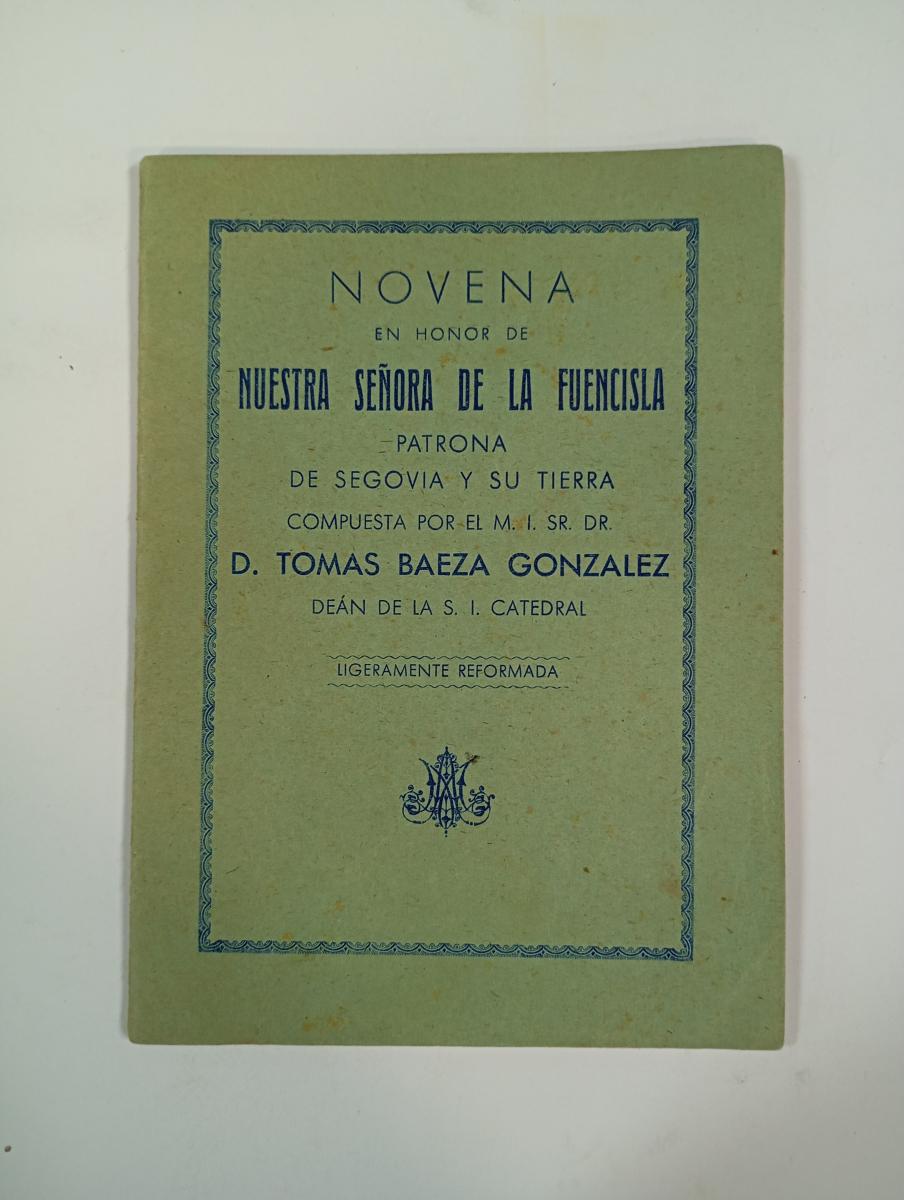 NOVENA
EN HONOR DE
NUESTRA SEÑORA DE LA FUENCISLA
PATRONA
DE SEGOVIA Y SU TIERRA
COMPUESTA POR EL M. I. SR. DR.
D. TOMAS BAEZA GONZALEZ
DEÁN DE LA S. I. CATEDRAL
LIGERAMENTE REFORMADA